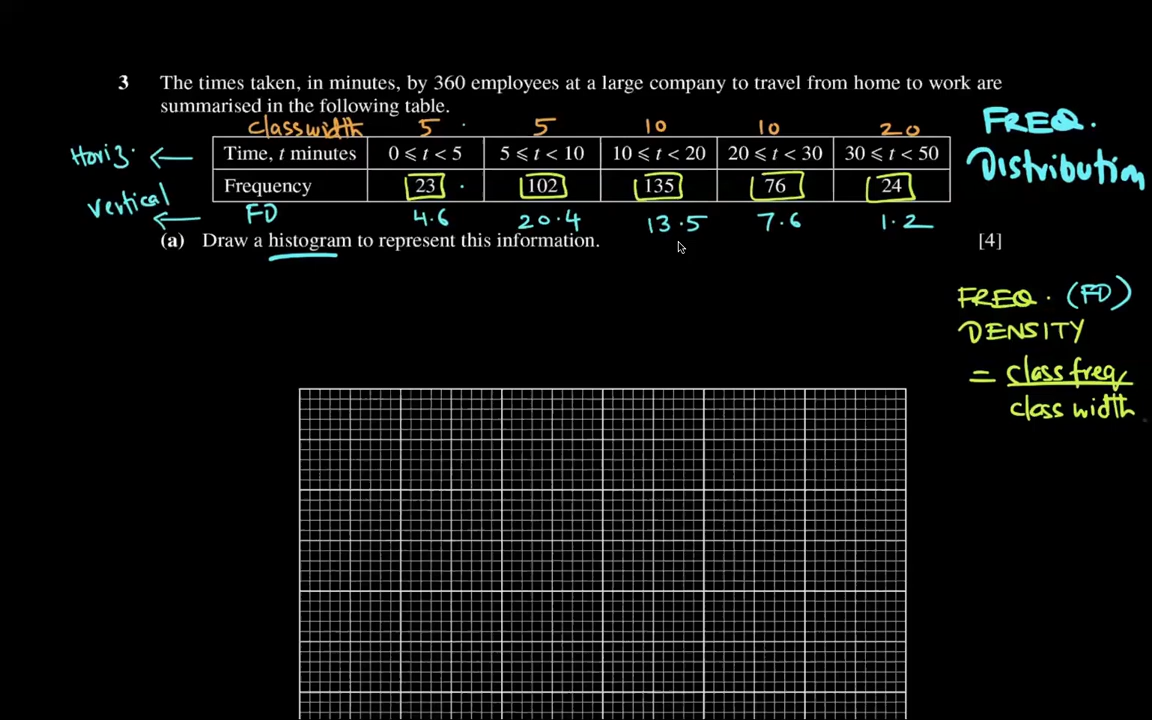 3 The times taken, in minutes, by 360 employees at a large company to travel from home to work are
summarised in the following table.
class width 5 5 10 10 20
FREQ.
Distribution
Horiz. Time, t minutes 0 ⩽ t < 5 5 ⩽ t < 10 10 ⩽ t < 20 20 ⩽ t < 30 30 ⩽ t < 50
vertical Frequency 23 102 135 76 24
FD 4.6 20.4 13.5 7.6 1.2
(a) Draw a histogram to represent this information. [4]
FREQ. (FD)
DENSITY
= class freq
class width